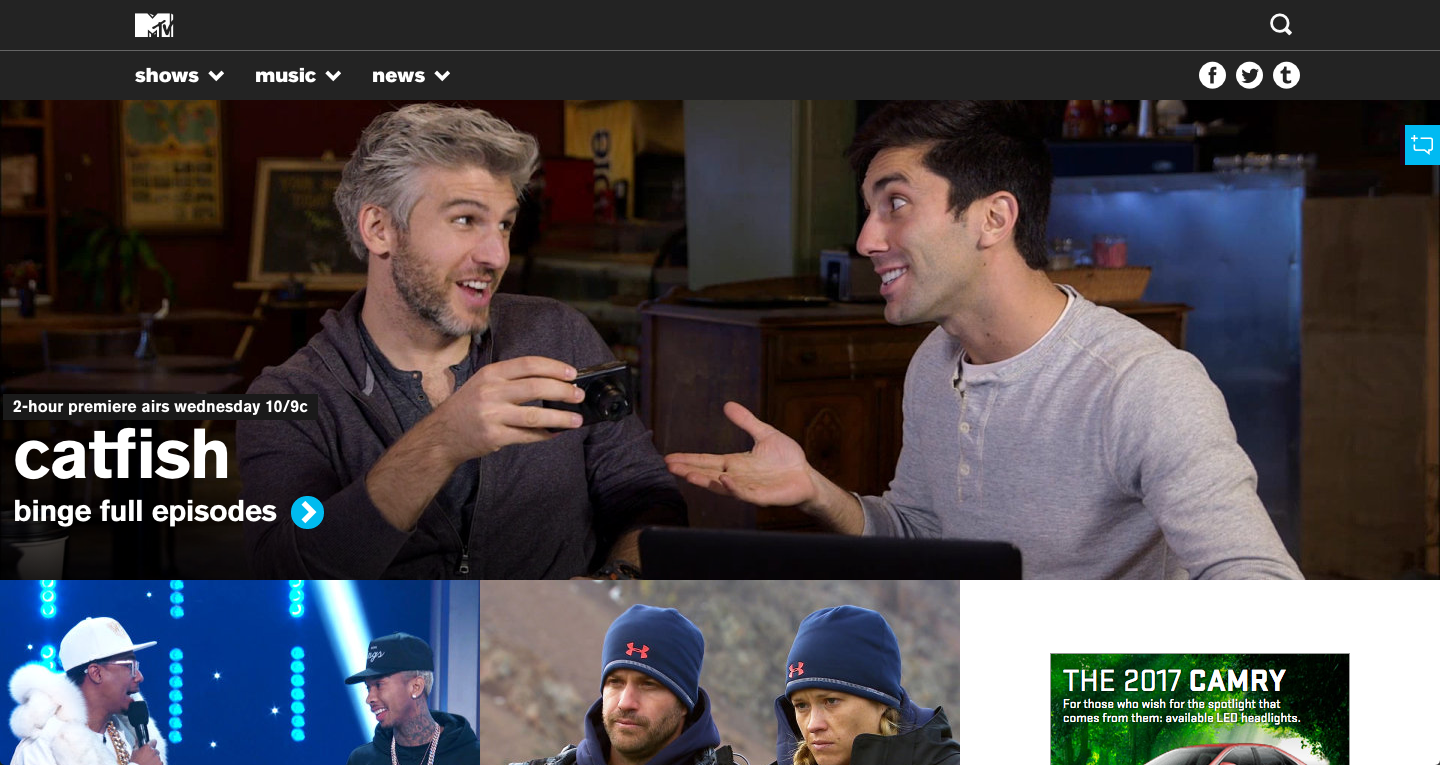 MTV
shows
music
news
2-hour premiere airs wednesday 10/9c
catfish
binge full episodes
THE 2017 CAMRY
For those who wish for the spotlight that
comes from them: available LED headlights.